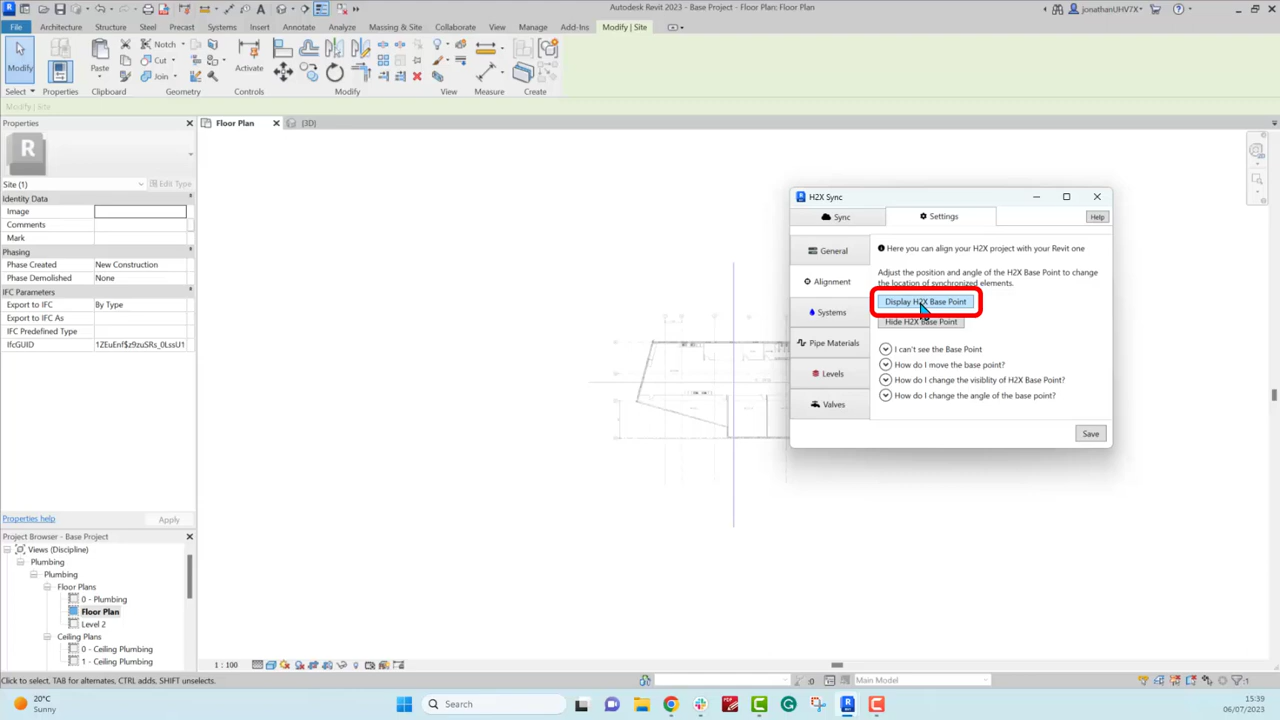 Autodesk Revit 2023 - Base Project - Floor Plan: Floor Plan
jonathanUHV7X
File Architecture Structure Steel Precast Systems Insert Annotate Analyze Massing & Site Collaborate View Manage Add-Ins Modify | Site
Modify
Paste
Notch
Cut
Join
Activate
Select Properties Clipboard Geometry Controls Modify View Measure Create
Modify | Site
Properties
R
Site (1)
Edit Type
Identity Data
Image
Comments
Mark
Phasing
Phase Created New Construction
Phase Demolished None
IFC Parameters
Export to IFC By Type
Export to IFC As
IFC Predefined Type
IfcGUID 1ZEuEnf$z9zuSRs_0LssU1
Properties help
Apply
Project Browser - Base Project
Views (Discipline)
Plumbing
Plumbing
Floor Plans
0 - Plumbing
Floor Plan
Level 2
Ceiling Plans
0 - Ceiling Plumbing
1 - Ceiling Plumbing
Floor Plan
(3D)
H2X Sync
Sync
Settings
Help
General
Alignment
Systems
Pipe Materials
Levels
Valves
Here you can align your H2X project with your Revit one
Adjust the position and angle of the H2X Base Point to change
the location of synchronized elements.
Display H2X Base Point
Hide H2X Base Point
I can't see the Base Point
How do I move the base point?
How do I change the visiblity of H2X Base Point?
How do I change the angle of the base point?
Save
1 : 100
Click to select, TAB for alternates, CTRL adds, SHIFT unselects.
:0
Main Model
:1
20°C
Sunny
Search
15:39
06/07/2023